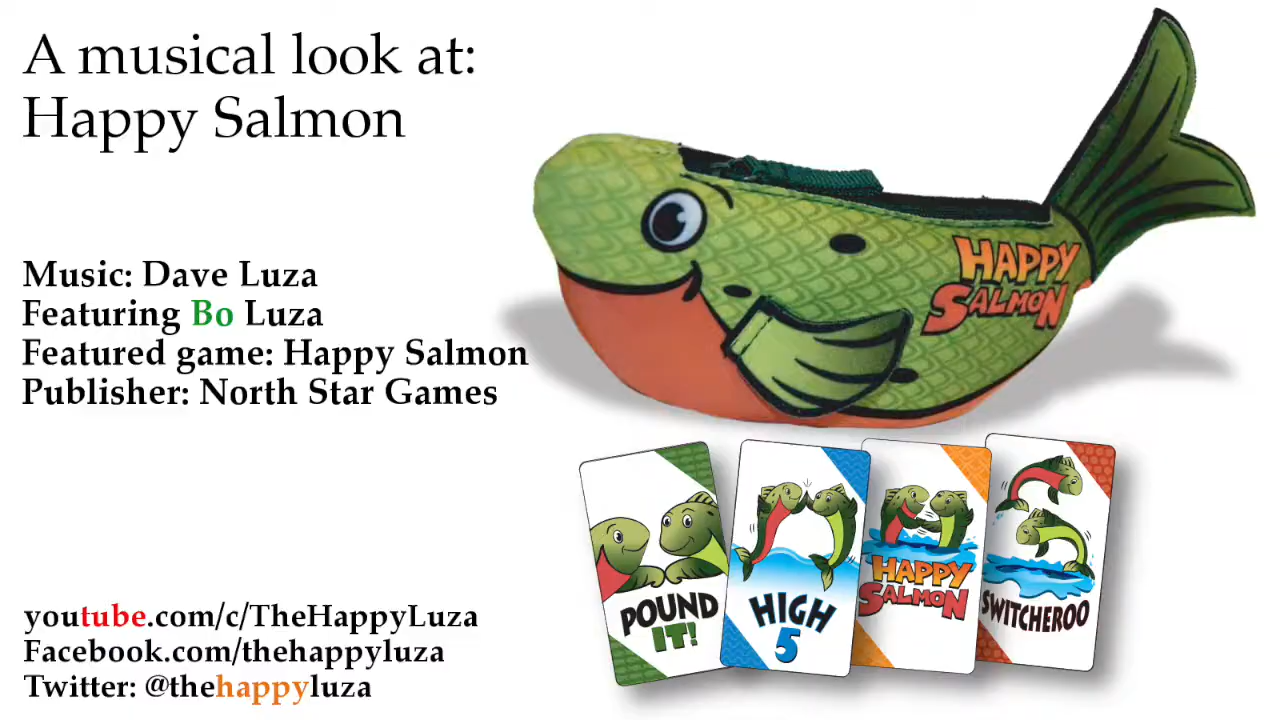 A musical look at:
Happy Salmon
Music: Dave Luza
Featuring Bo Luza
Featured game: Happy Salmon
Publisher: North Star Games
HAPPY
SALMON
POUND
IT!
HIGH
5
HAPPY
SALMON
SWITCHEROO
youtube.com/c/TheHappyLuza
Facebook.com/thehappyluza
Twitter: @thehappyluza